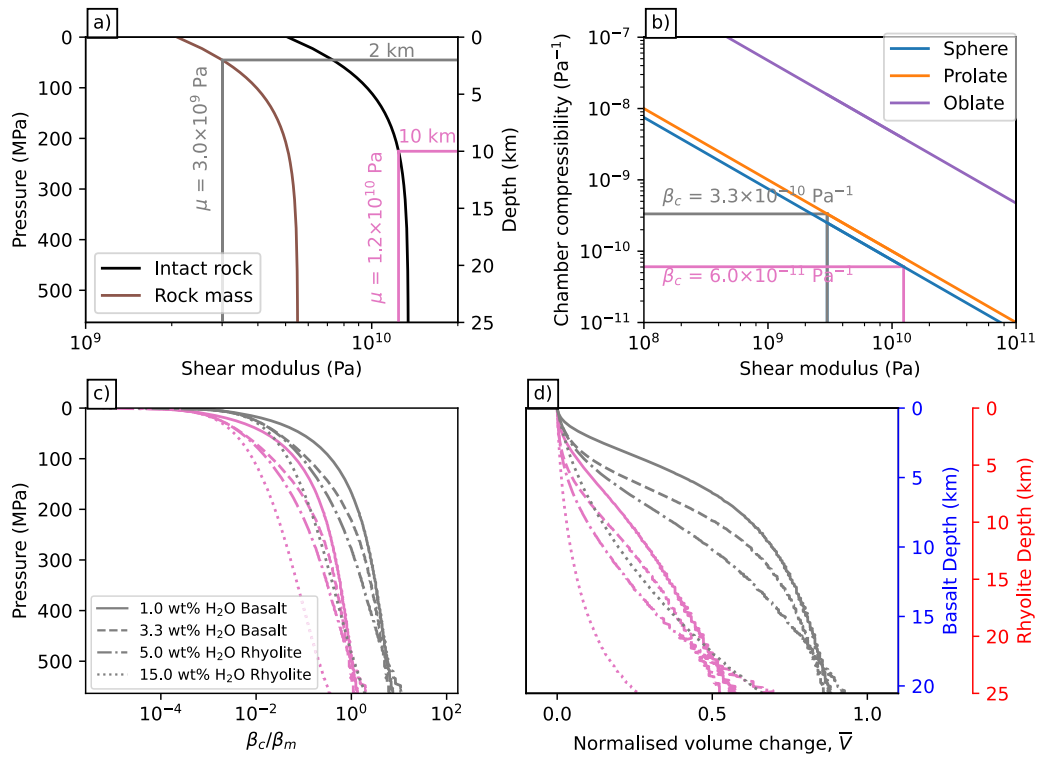 a)
0
100
200
300
400
500
Pressure (MPa)
2 km
μ = 3.0×10⁹ Pa
10 km
μ = 1.2×10¹⁰ Pa
Intact rock
Rock mass
0
5
10
15
20
25
Depth (km)
10⁹
10¹⁰
Shear modulus (Pa)
b)
10⁻⁷
10⁻⁸
10⁻⁹
10⁻¹⁰
10⁻¹¹
Chamber compressibility (Pa⁻¹)
Sphere
Prolate
Oblate
β_c = 3.3×10⁻¹⁰ Pa⁻¹
β_c = 6.0×10⁻¹¹ Pa⁻¹
10⁸
10⁹
10¹⁰
10¹¹
Shear modulus (Pa)
c)
0
100
200
300
400
500
Pressure (MPa)
1.0 wt% H₂O Basalt
3.3 wt% H₂O Basalt
5.0 wt% H₂O Rhyolite
15.0 wt% H₂O Rhyolite
10⁻⁴
10⁻²
10⁰
10²
β_c/β_m
d)
0.0
0.5
1.0
Normalised volume change, V̅
0
5
10
15
20
Basalt Depth (km)
0
5
10
15
20
25
Rhyolite Depth (km)